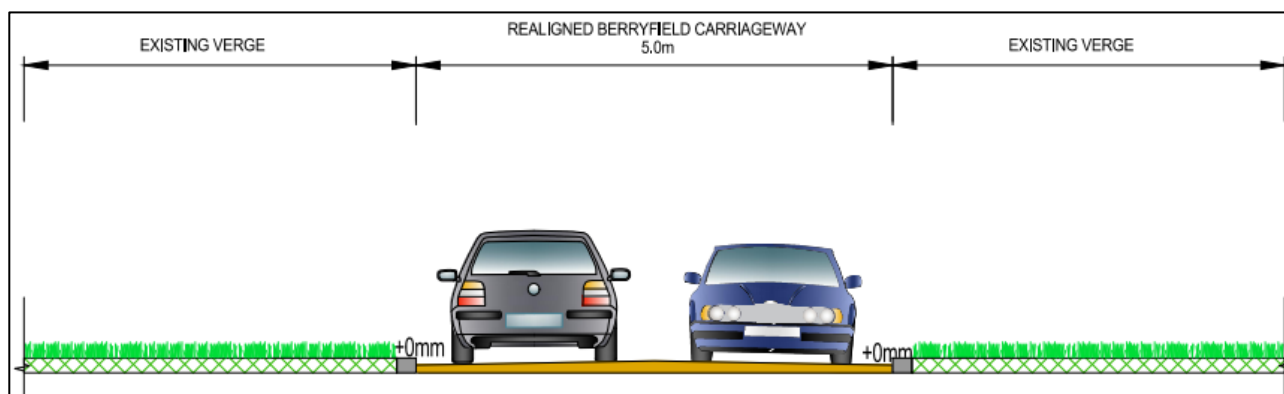 EXISTING VERGE
REALIGNED BERRYFIELD CARRIAGEWAY
5.0m
EXISTING VERGE
+0mm
+0mm